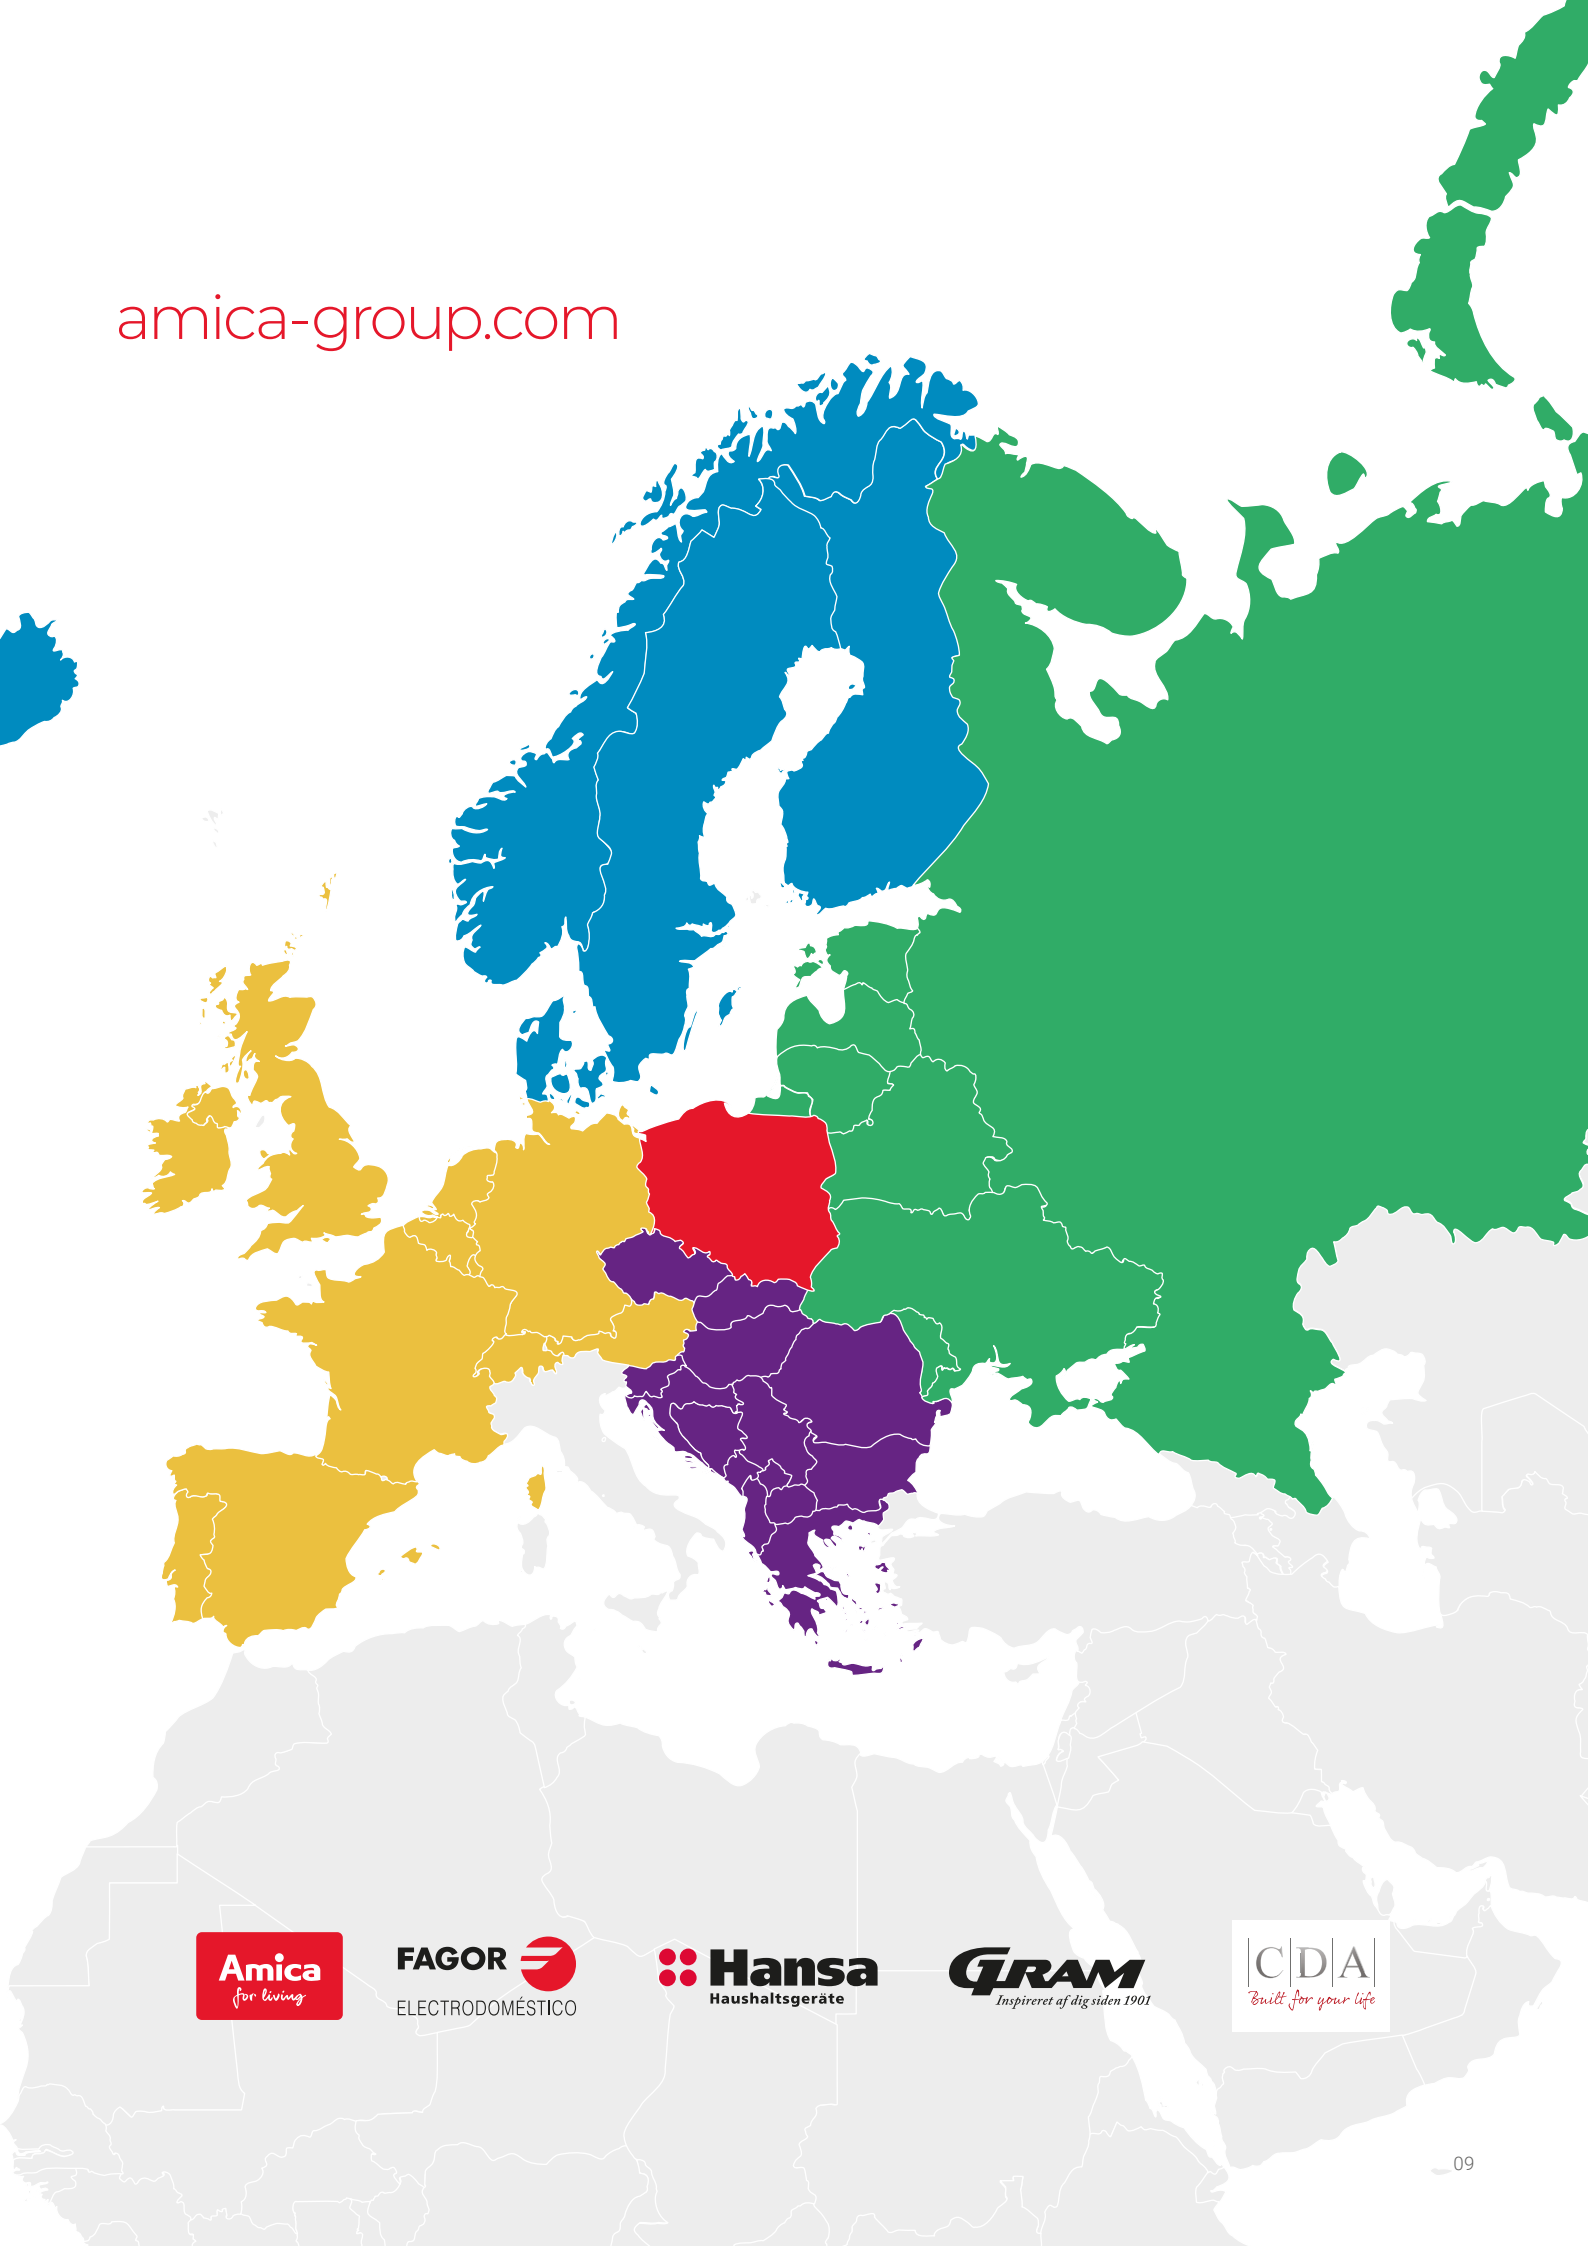 amica-group.com
Amica
for living
FAGOR
ELECTRODOMÉSTICO
Hansa
Haushaltsgeräte
GRAM
Inspireret af dig siden 1901
CDA
Built for your life
09